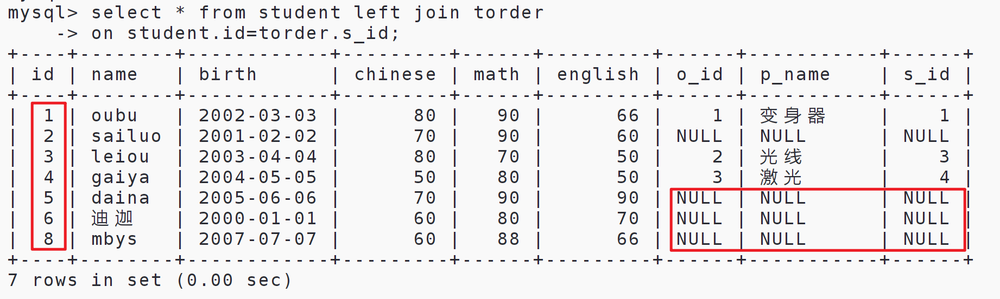 mysql> select * from student left join torder
    -> on student.id=torder.s_id;
+----+--------+------------+---------+------+---------+------+-----------+------+
| id | name   | birth      | chinese | math | english | o_id | p_name    | s_id |
+----+--------+------------+---------+------+---------+------+-----------+------+
|  1 | oubu   | 2002-03-03 |      80 |   90 |      66 |    1 | 变身器    |    1 |
|  2 | sailuo | 2001-02-02 |      70 |   90 |      60 | NULL | NULL      | NULL |
|  3 | leiou  | 2003-04-04 |      80 |   70 |      50 |    2 | 光线      |    3 |
|  4 | gaiya  | 2004-05-05 |      50 |   80 |      50 |    3 | 激光      |    4 |
|  5 | daina  | 2005-06-06 |      70 |   90 |      90 | NULL | NULL      | NULL |
|  6 | 迪迦   | 2000-01-01 |      60 |   80 |      70 | NULL | NULL      | NULL |
|  8 | mbys   | 2007-07-07 |      60 |   88 |      66 | NULL | NULL      | NULL |
+----+--------+------------+---------+------+---------+------+-----------+------+
7 rows in set (0.00 sec)